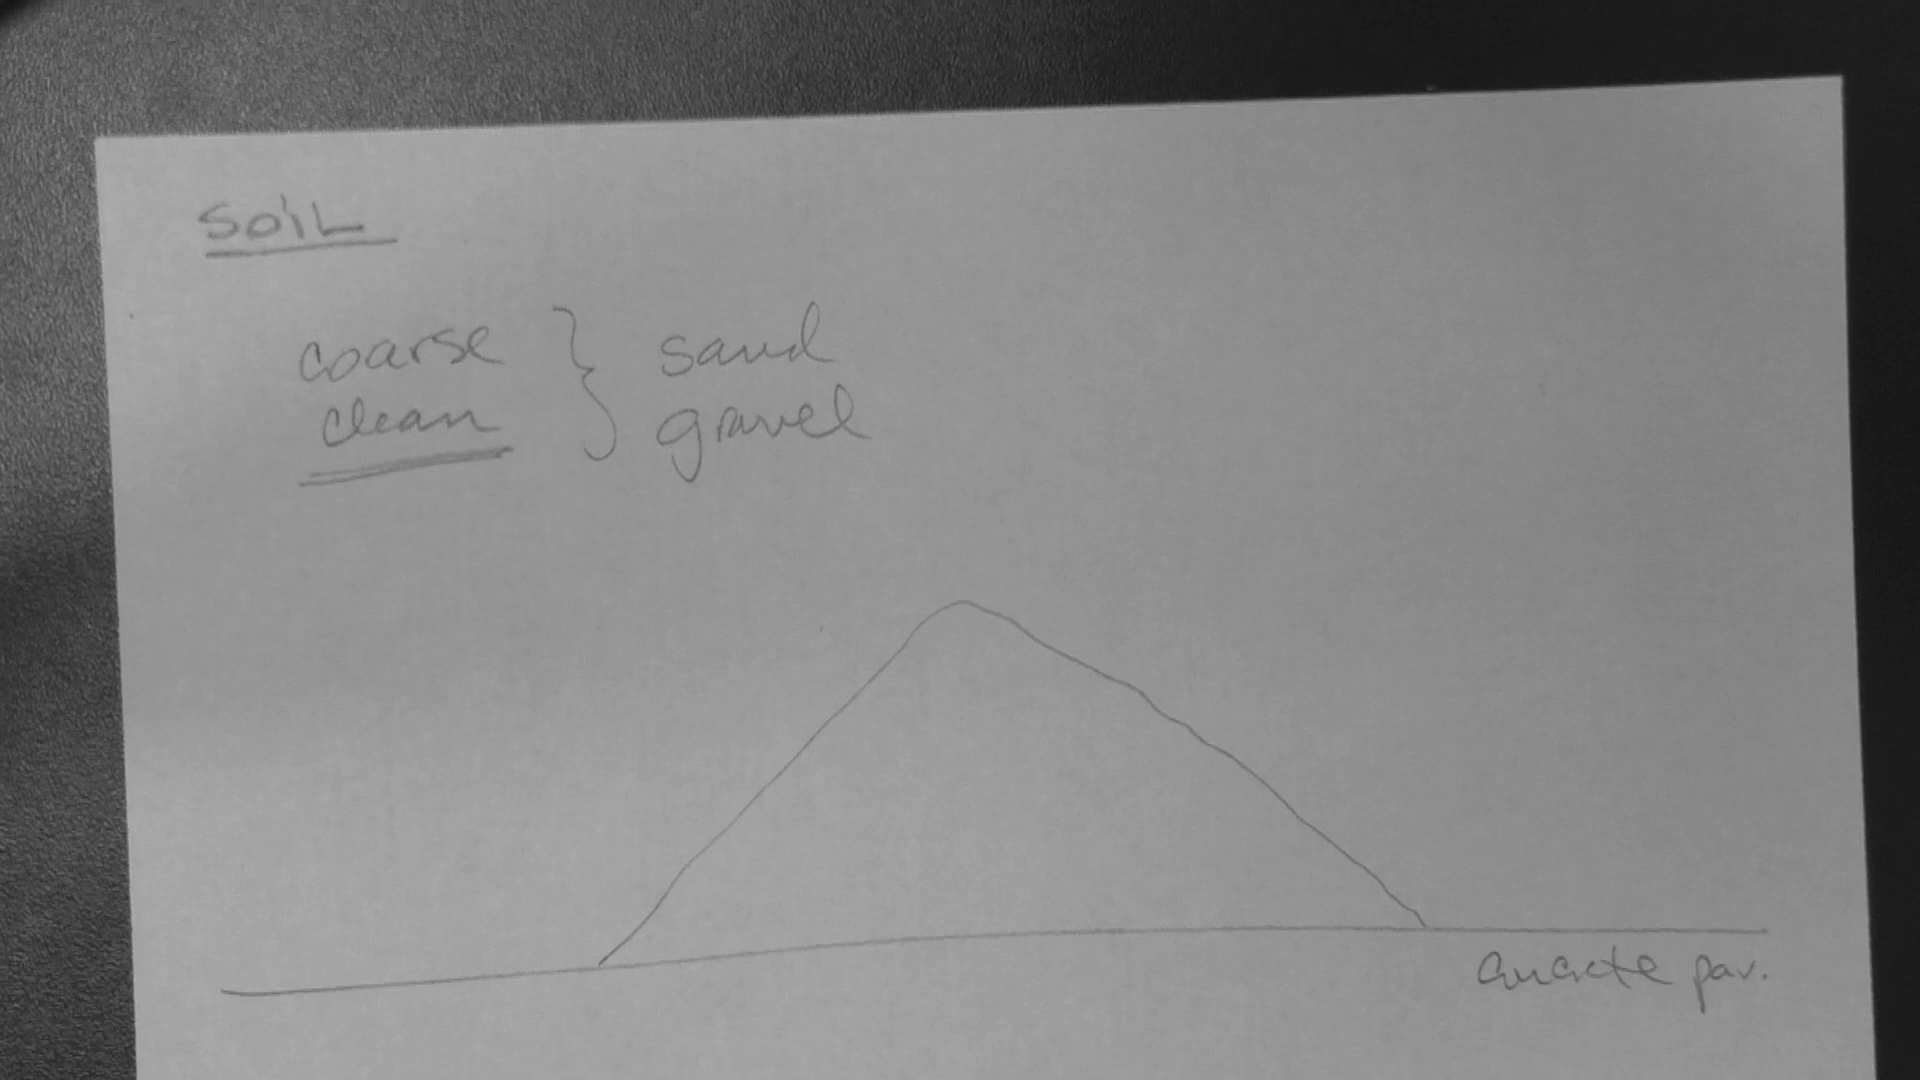 SOIL
coarse } sand
clean } gravel
concrete pav.